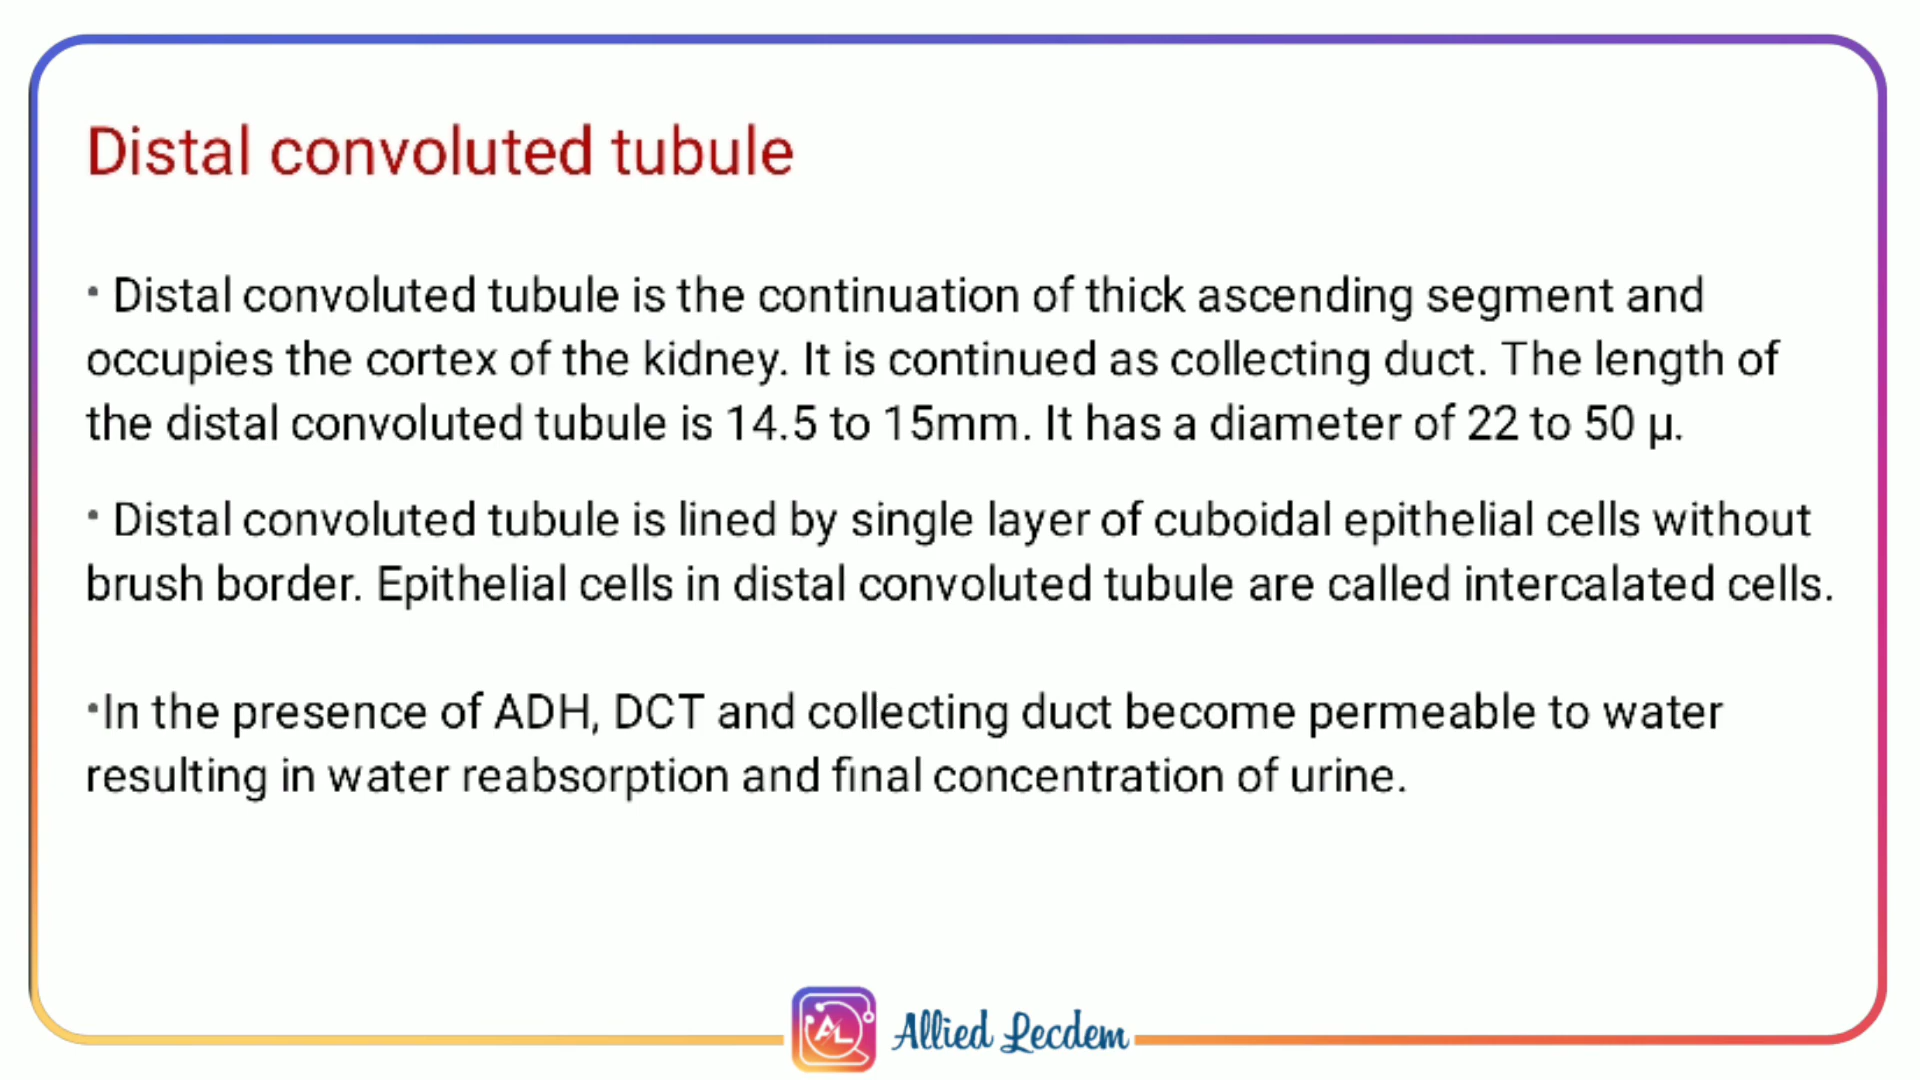 Distal convoluted tubule
• Distal convoluted tubule is the continuation of thick ascending segment and
occupies the cortex of the kidney. It is continued as collecting duct. The length of
the distal convoluted tubule is 14.5 to 15mm. It has a diameter of 22 to 50 μ.
• Distal convoluted tubule is lined by single layer of cuboidal epithelial cells without
brush border. Epithelial cells in distal convoluted tubule are called intercalated cells.
•In the presence of ADH, DCT and collecting duct become permeable to water
resulting in water reabsorption and final concentration of urine.
AL Allied Lecdem